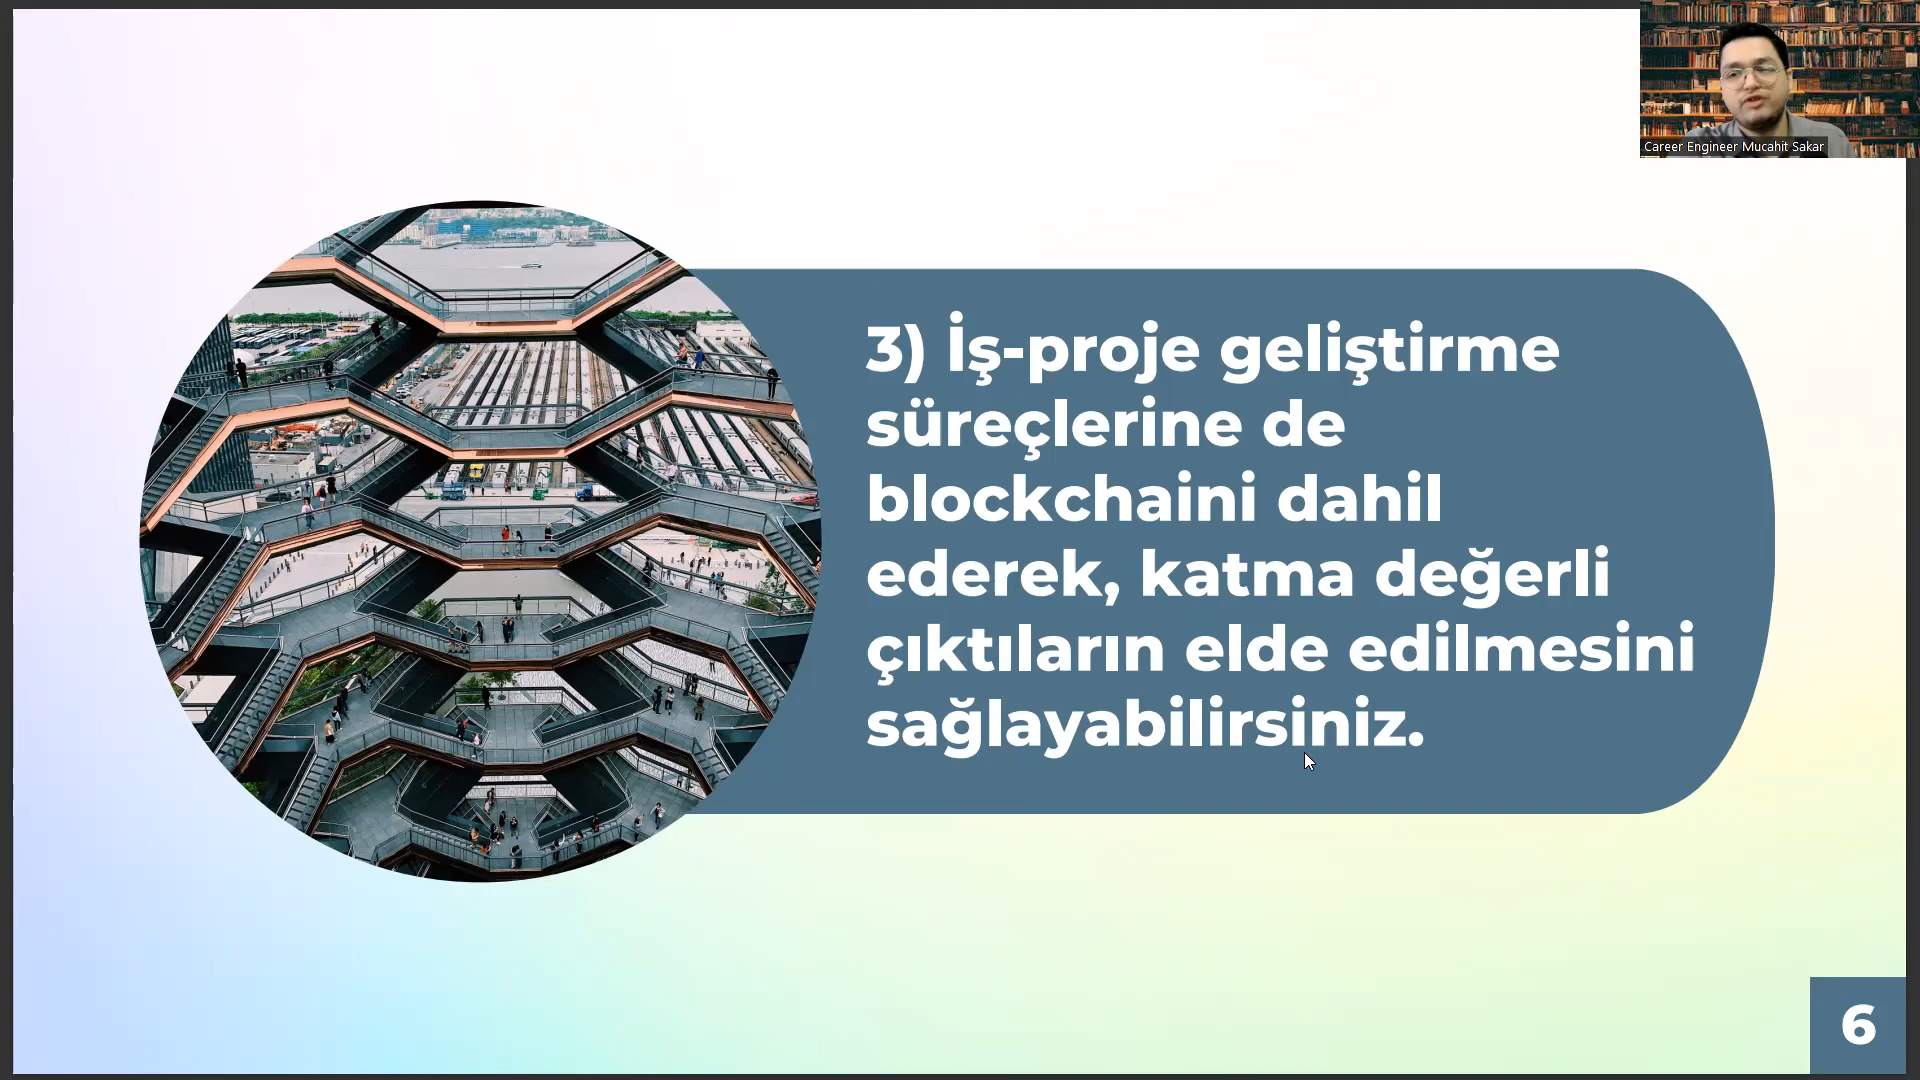 Career Engineer Mucahit Sakar
3) İş-proje geliştirme
süreçlerine de
blockchaini dahil
ederek, katma değerli
çıktıların elde edilmesini
sağlayabilirsiniz.
6